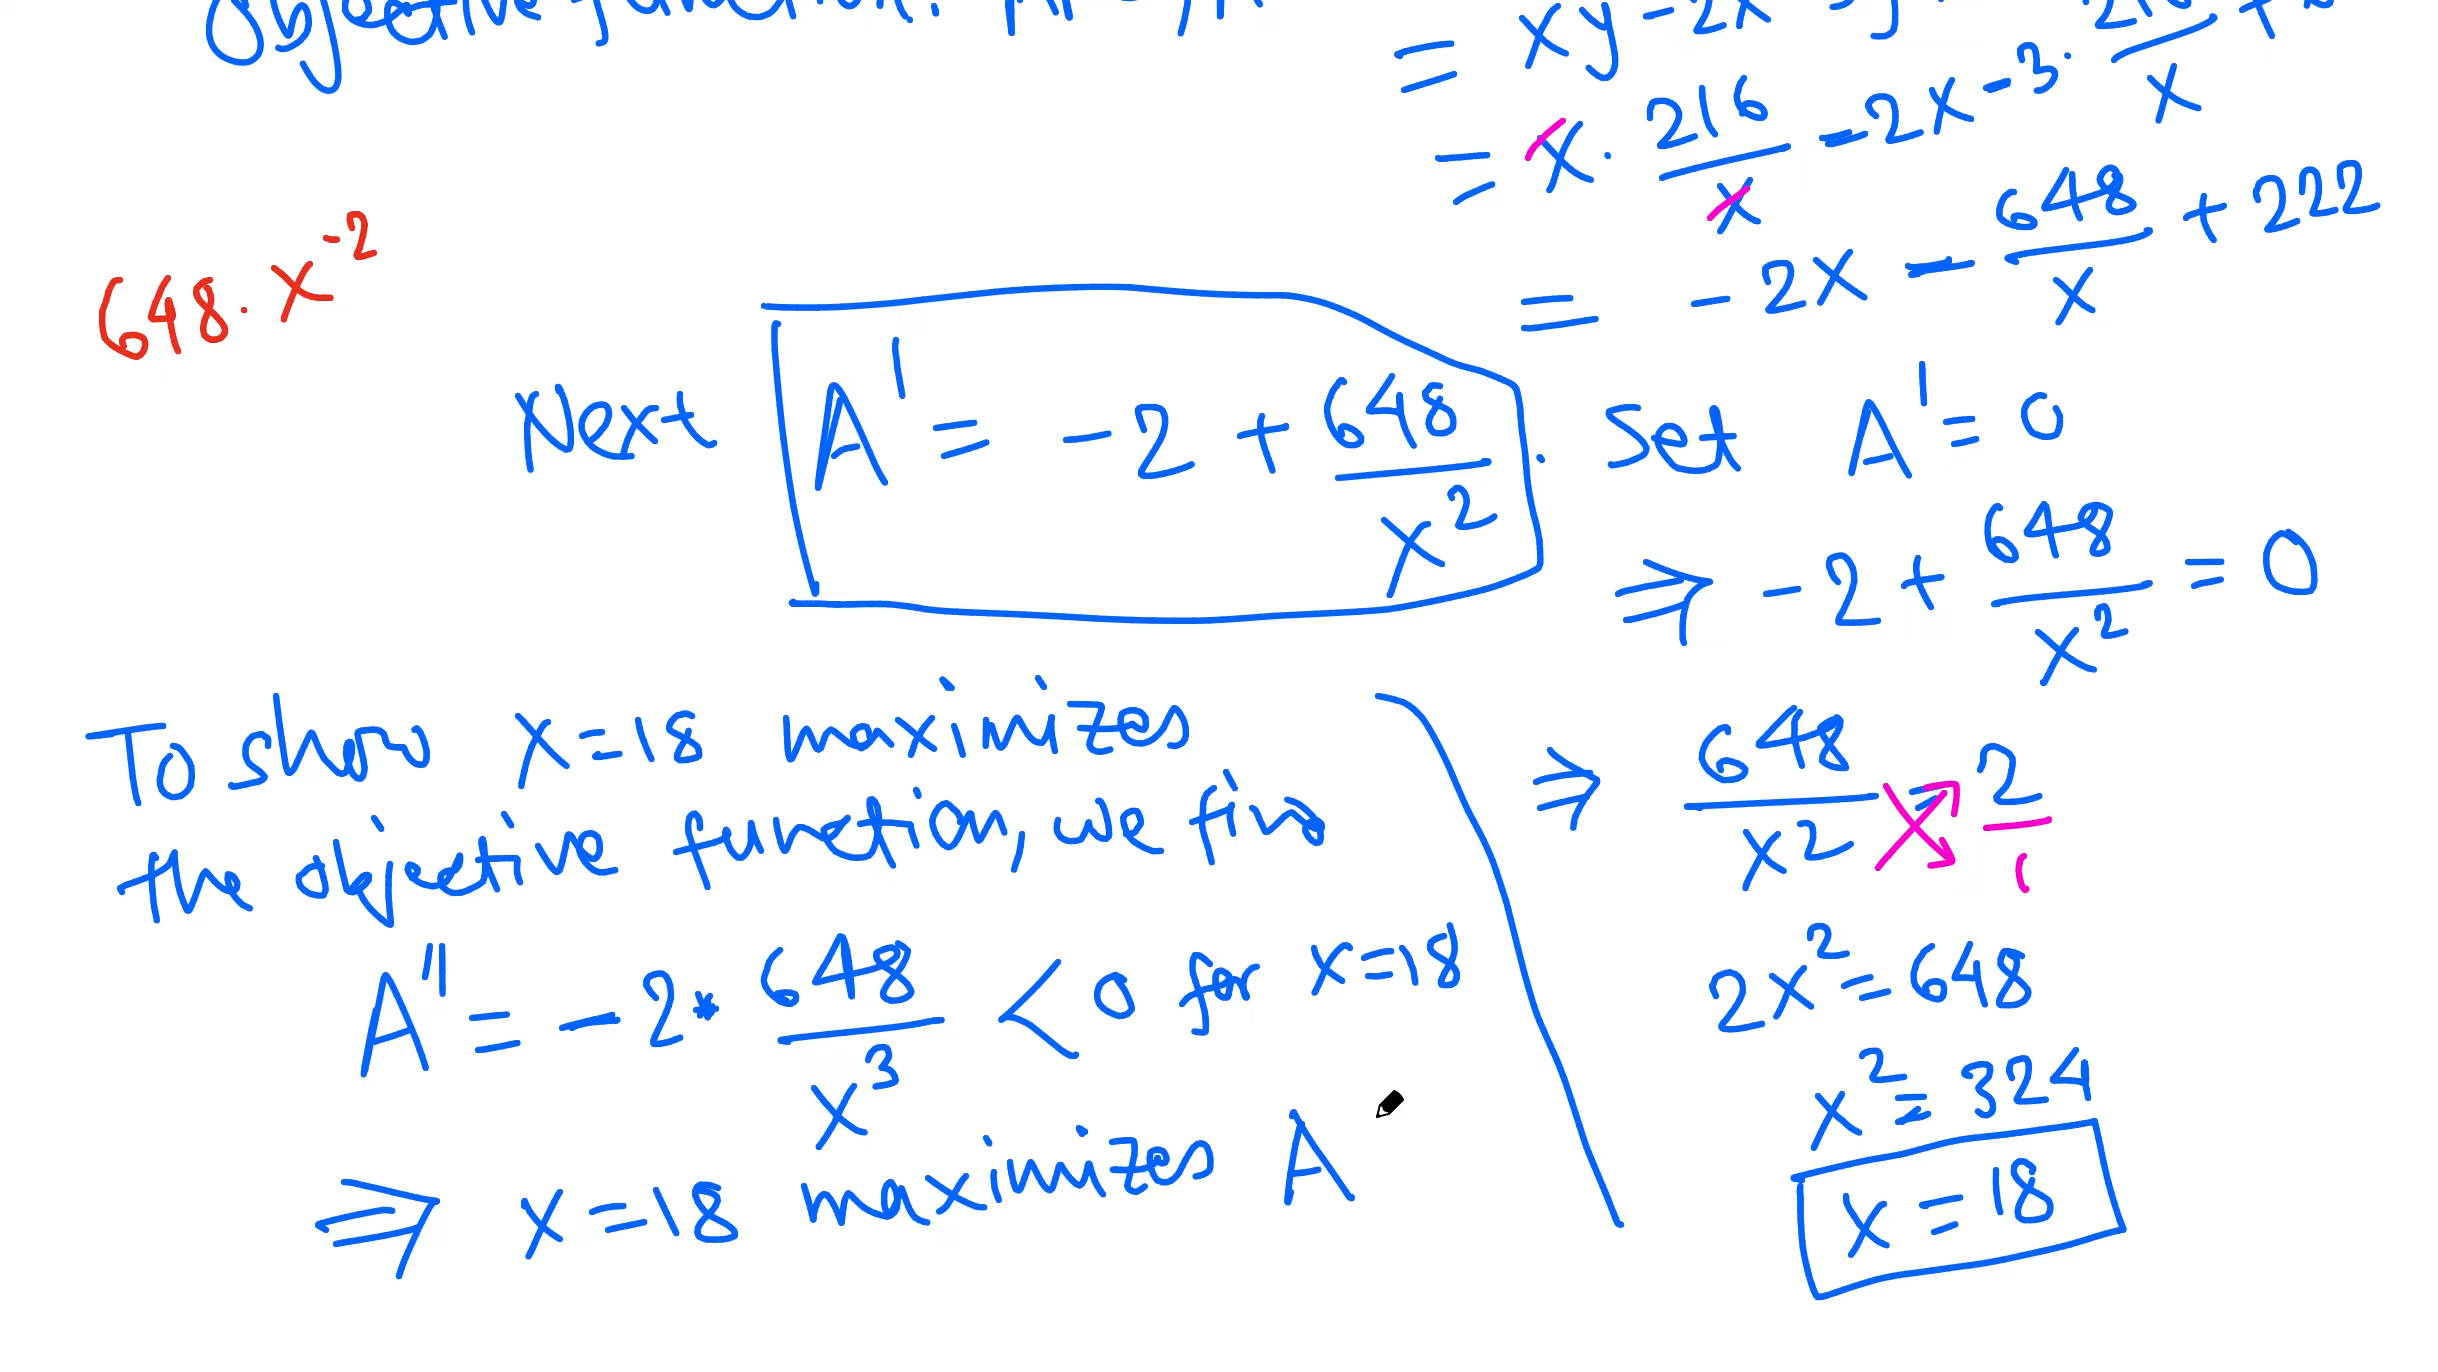 = xy - 2x
= x · 216/x - 2x - 3 · /x
= -2x - 648/x + 222
648 · x^-2
Next A' = -2 + 648/x^2 . Set A' = 0
⇒ -2 + 648/x^2 = 0
⇒ 648/x^2 = 2/1
2x^2 = 648
x^2 = 324
x = 18
To show x = 18 maximizes
the objective function, we find
A'' = -2 * 648/x^3 < 0 for x = 18
⇒ x = 18 maximizes A